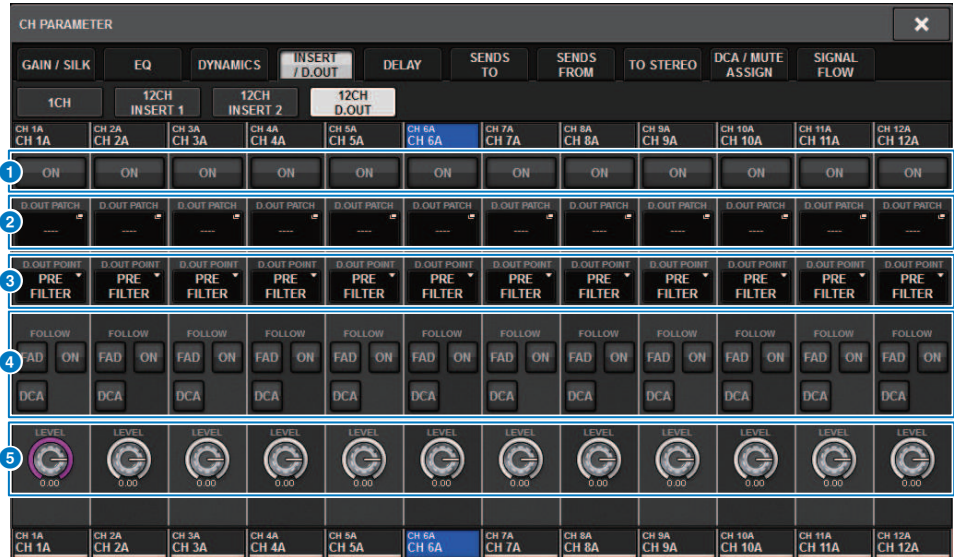 CH PARAMETER
GAIN / SILK EQ DYNAMICS INSERT / D.OUT DELAY SENDS TO SENDS FROM TO STEREO DCA / MUTE ASSIGN SIGNAL FLOW
1CH 12CH INSERT 1 12CH INSERT 2 12CH D.OUT
CH 1A CH 2A CH 3A CH 4A CH 5A CH 6A CH 7A CH 8A CH 9A CH 10A CH 11A CH 12A
CH 1A CH 2A CH 3A CH 4A CH 5A CH 6A CH 7A CH 8A CH 9A CH 10A CH 11A CH 12A
1 ON ON ON ON ON ON ON ON ON ON ON ON
D.OUT PATCH D.OUT PATCH D.OUT PATCH D.OUT PATCH D.OUT PATCH D.OUT PATCH D.OUT PATCH D.OUT PATCH D.OUT PATCH D.OUT PATCH D.OUT PATCH D.OUT PATCH
2 ---- ---- ---- ---- ---- ---- ---- ---- ---- ---- ---- ----
D.OUT POINT D.OUT POINT D.OUT POINT D.OUT POINT D.OUT POINT D.OUT POINT D.OUT POINT D.OUT POINT D.OUT POINT D.OUT POINT D.OUT POINT D.OUT POINT
3 PRE PRE PRE PRE PRE PRE PRE PRE PRE PRE PRE PRE
FILTER FILTER FILTER FILTER FILTER FILTER FILTER FILTER FILTER FILTER FILTER FILTER
FOLLOW FOLLOW FOLLOW FOLLOW FOLLOW FOLLOW FOLLOW FOLLOW FOLLOW FOLLOW FOLLOW FOLLOW
4 FAD ON FAD ON FAD ON FAD ON FAD ON FAD ON FAD ON FAD ON FAD ON FAD ON FAD ON FAD ON
DCA DCA DCA DCA DCA DCA DCA DCA DCA DCA DCA DCA
LEVEL LEVEL LEVEL LEVEL LEVEL LEVEL LEVEL LEVEL LEVEL LEVEL LEVEL LEVEL
5
0.00 0.00 0.00 0.00 0.00 0.00 0.00 0.00 0.00 0.00 0.00 0.00
CH 1A CH 2A CH 3A CH 4A CH 5A CH 6A CH 7A CH 8A CH 9A CH 10A CH 11A CH 12A
CH 1A CH 2A CH 3A CH 4A CH 5A CH 6A CH 7A CH 8A CH 9A CH 10A CH 11A CH 12A